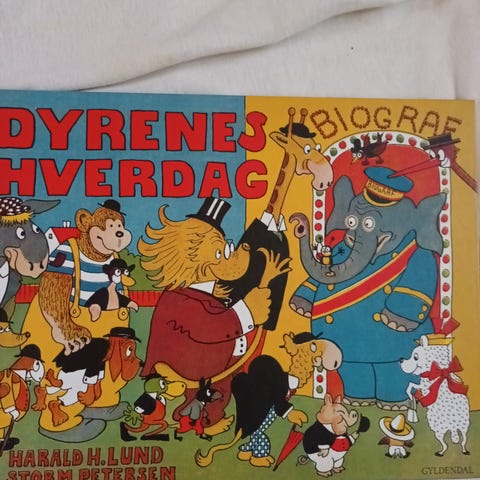 DYRENES
HVERDAG
BIOGRAF
BIOGRAF
HARALD H. LUND
STORM PETERSEN
GYLDENDAL